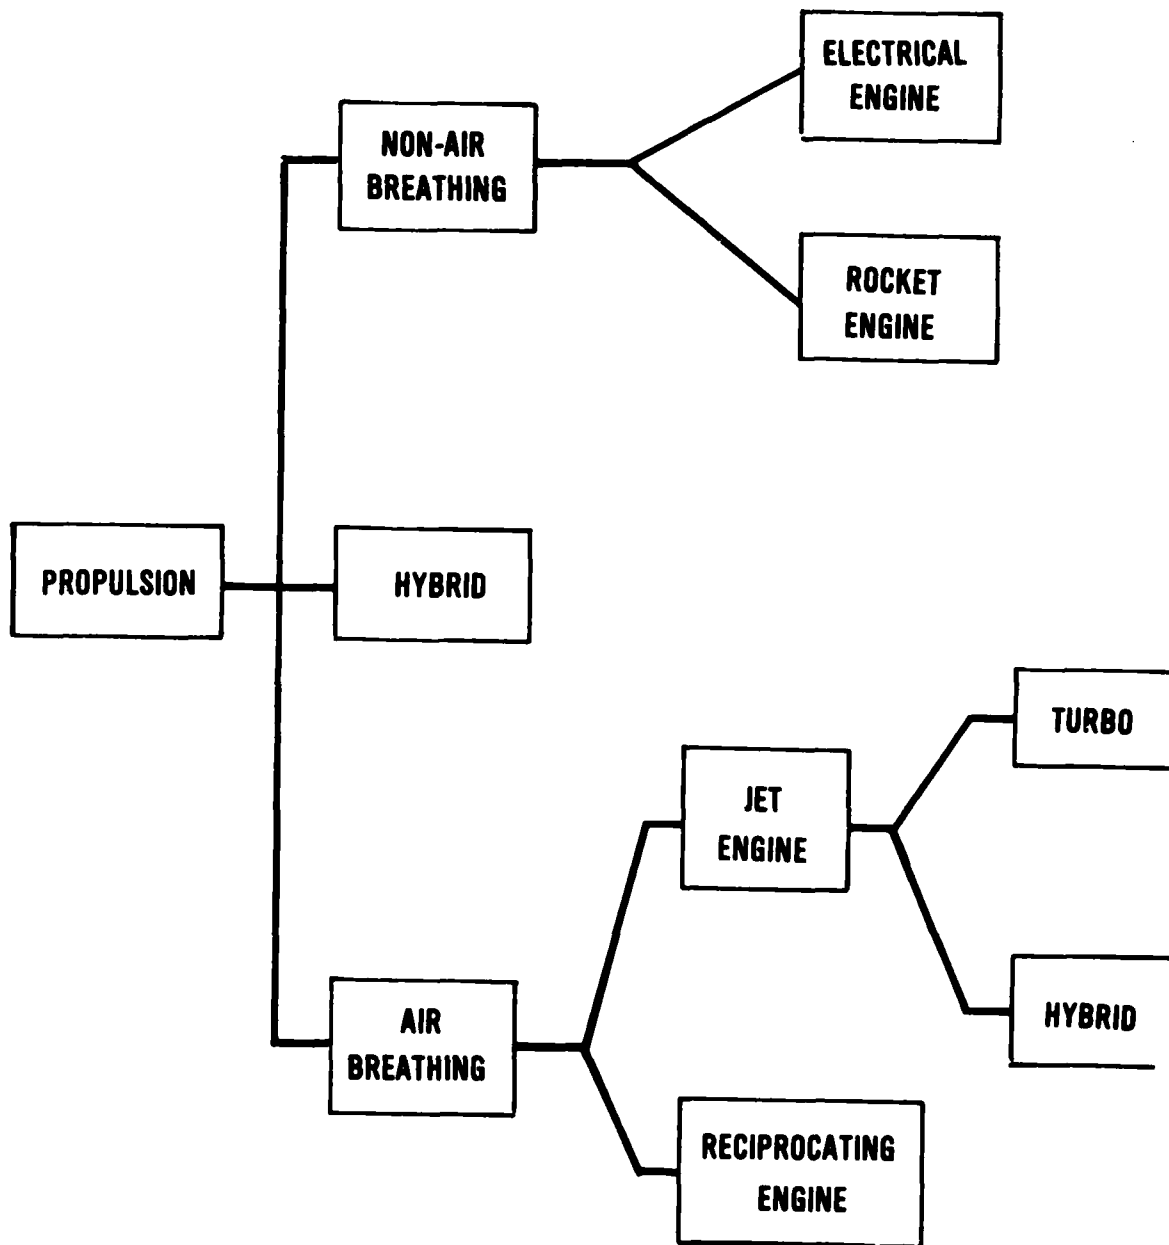 ELECTRICAL
ENGINE
NON-AIR
BREATHING
ROCKET
ENGINE
PROPULSION
HYBRID
TURBO
JET
ENGINE
HYBRID
AIR
BREATHING
RECIPROCATING
ENGINE